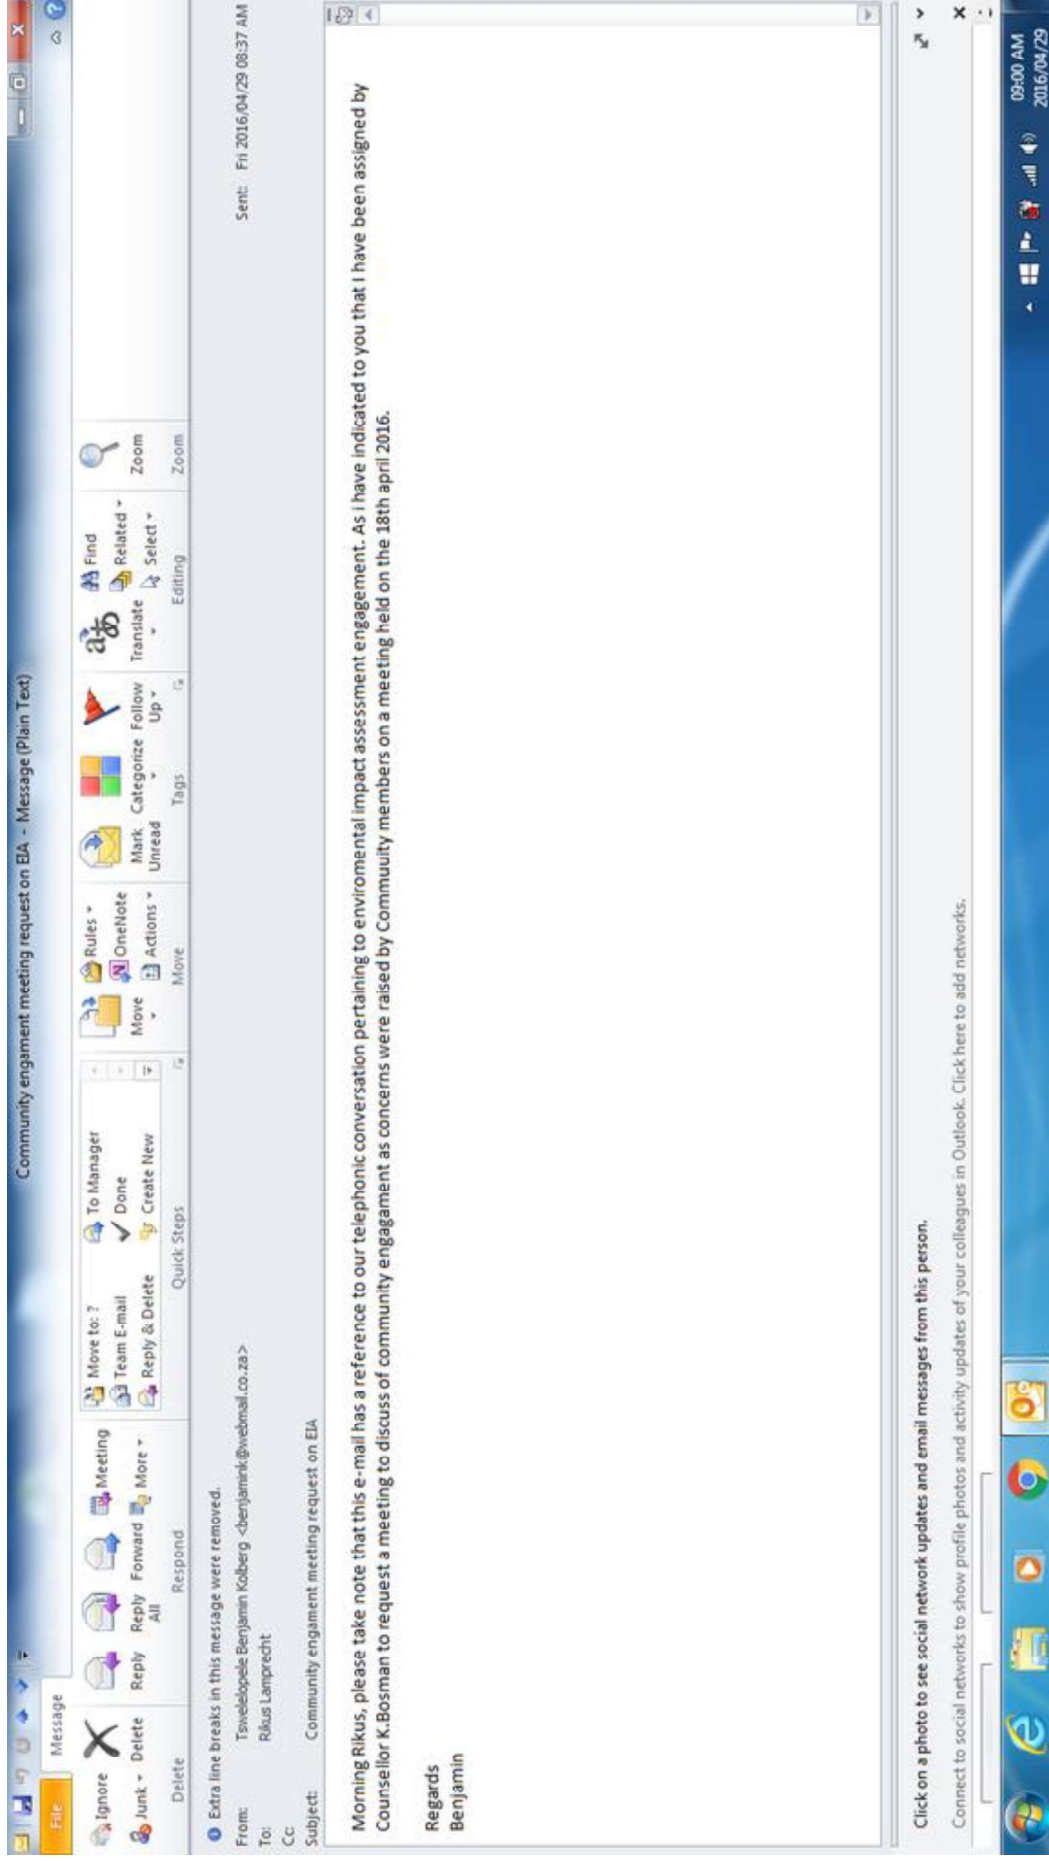 Community engament meeting request on EIA - Message (Plain Text)
File
Message
Ignore
Junk
Delete
Delete
Reply
Reply All
Forward
Meeting
More
Respond
Move to: ?
Team E-mail
Reply & Delete
To Manager
Done
Create New
Quick Steps
Move
Rules
OneNote
Actions
Move
Mark Unread
Categorize
Follow Up
Tags
Translate
Find
Related
Select
Editing
Zoom
Zoom
Extra line breaks in this message were removed.
From: Tswelelopele Benjamin Kolberg <benjamink@webmail.co.za>
Sent: Fri 2016/04/29 08:37 AM
To: Rikus Lamprecht
Cc:
Subject: Community engament meeting request on EIA
Morning Rikus, please take note that this e-mail has a reference to our telephonic conversation pertaining to enviromental impact assessment engagement. As i have indicated to you that I have been assigned by
Counsellor K.Bosman to request a meeting to discuss of community engagament as concerns were raised by Commuuity members on a meeting held on the 18th april 2016.
Regards
Benjamin
Click on a photo to see social network updates and email messages from this person.
Connect to social networks to show profile photos and activity updates of your colleagues in Outlook. Click here to add networks.
09:00 AM
2016/04/29